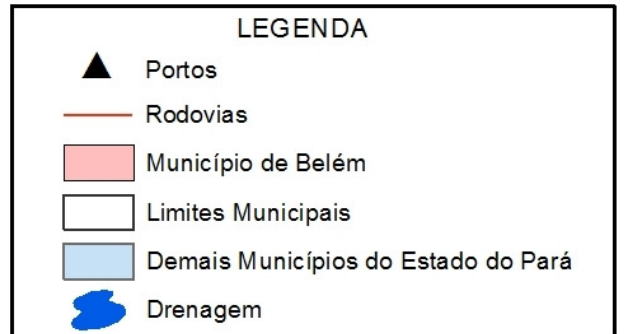 LEGENDA
Portos
Rodovias
Município de Belém
Limites Municipais
Demais Municípios do Estado do Pará
Drenagem